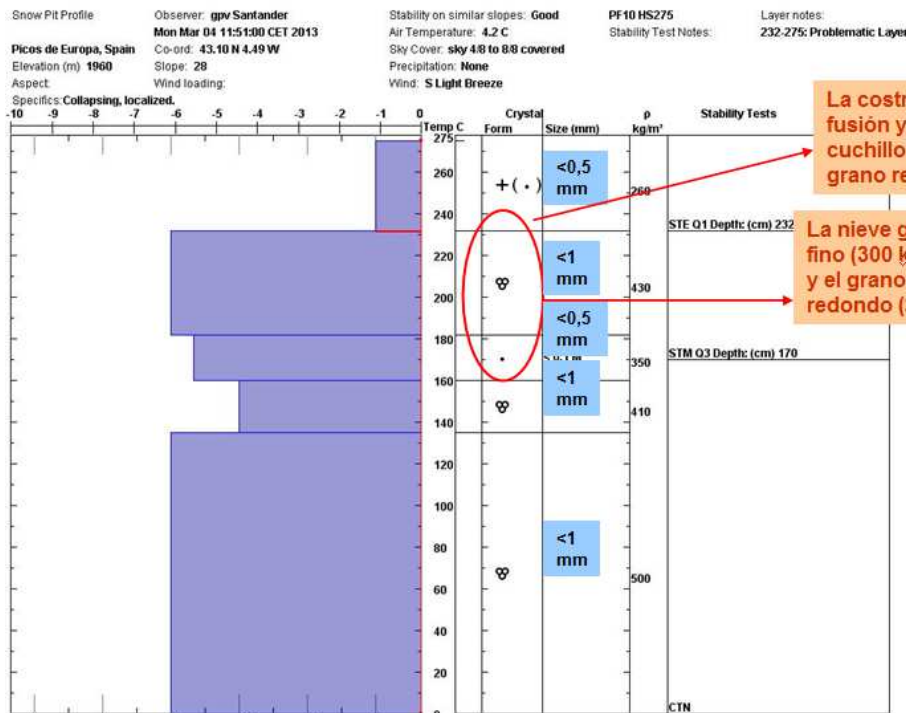 Snow Pit Profile
Observer: gpv Santander
Stability on similar slopes: Good
PF10 HS275
Layer notes:
Mon Mar 04 11:51:00 CET 2013
Air Temperature: 4.2 C
Stability Test Notes:
232-275: Problematic Layer
Picos de Europa, Spain
Co-ord: 43.10 N 4.49 W
Sky Cover: sky 4/8 to 8/8 covered
Elevation (m) 1960
Slope: 28
Precipitation: None
Aspect:
Wind loading:
Wind: S Light Breeze
Specifics: Collapsing, localized.
-10 -9 -8 -7 -6 -5 -4 -3 -2 -1 0
Temp C
Crystal
Form
Size (mm)
ρ
kg/m³
Stability Tests
La costr
fusión y
cuchillo
grano re
275
260
<0,5
mm
+( • )
260
240
STE Q1 Depth: (cm) 232
La nieve g
fino (300 k
y el grano
redondo (
220
<1
mm
430
200
<0,5
mm
180
STM Q3 Depth: (cm) 170
350
160
<1
mm
410
140
120
100
80
<1
mm
500
60
40
20
0
CTN